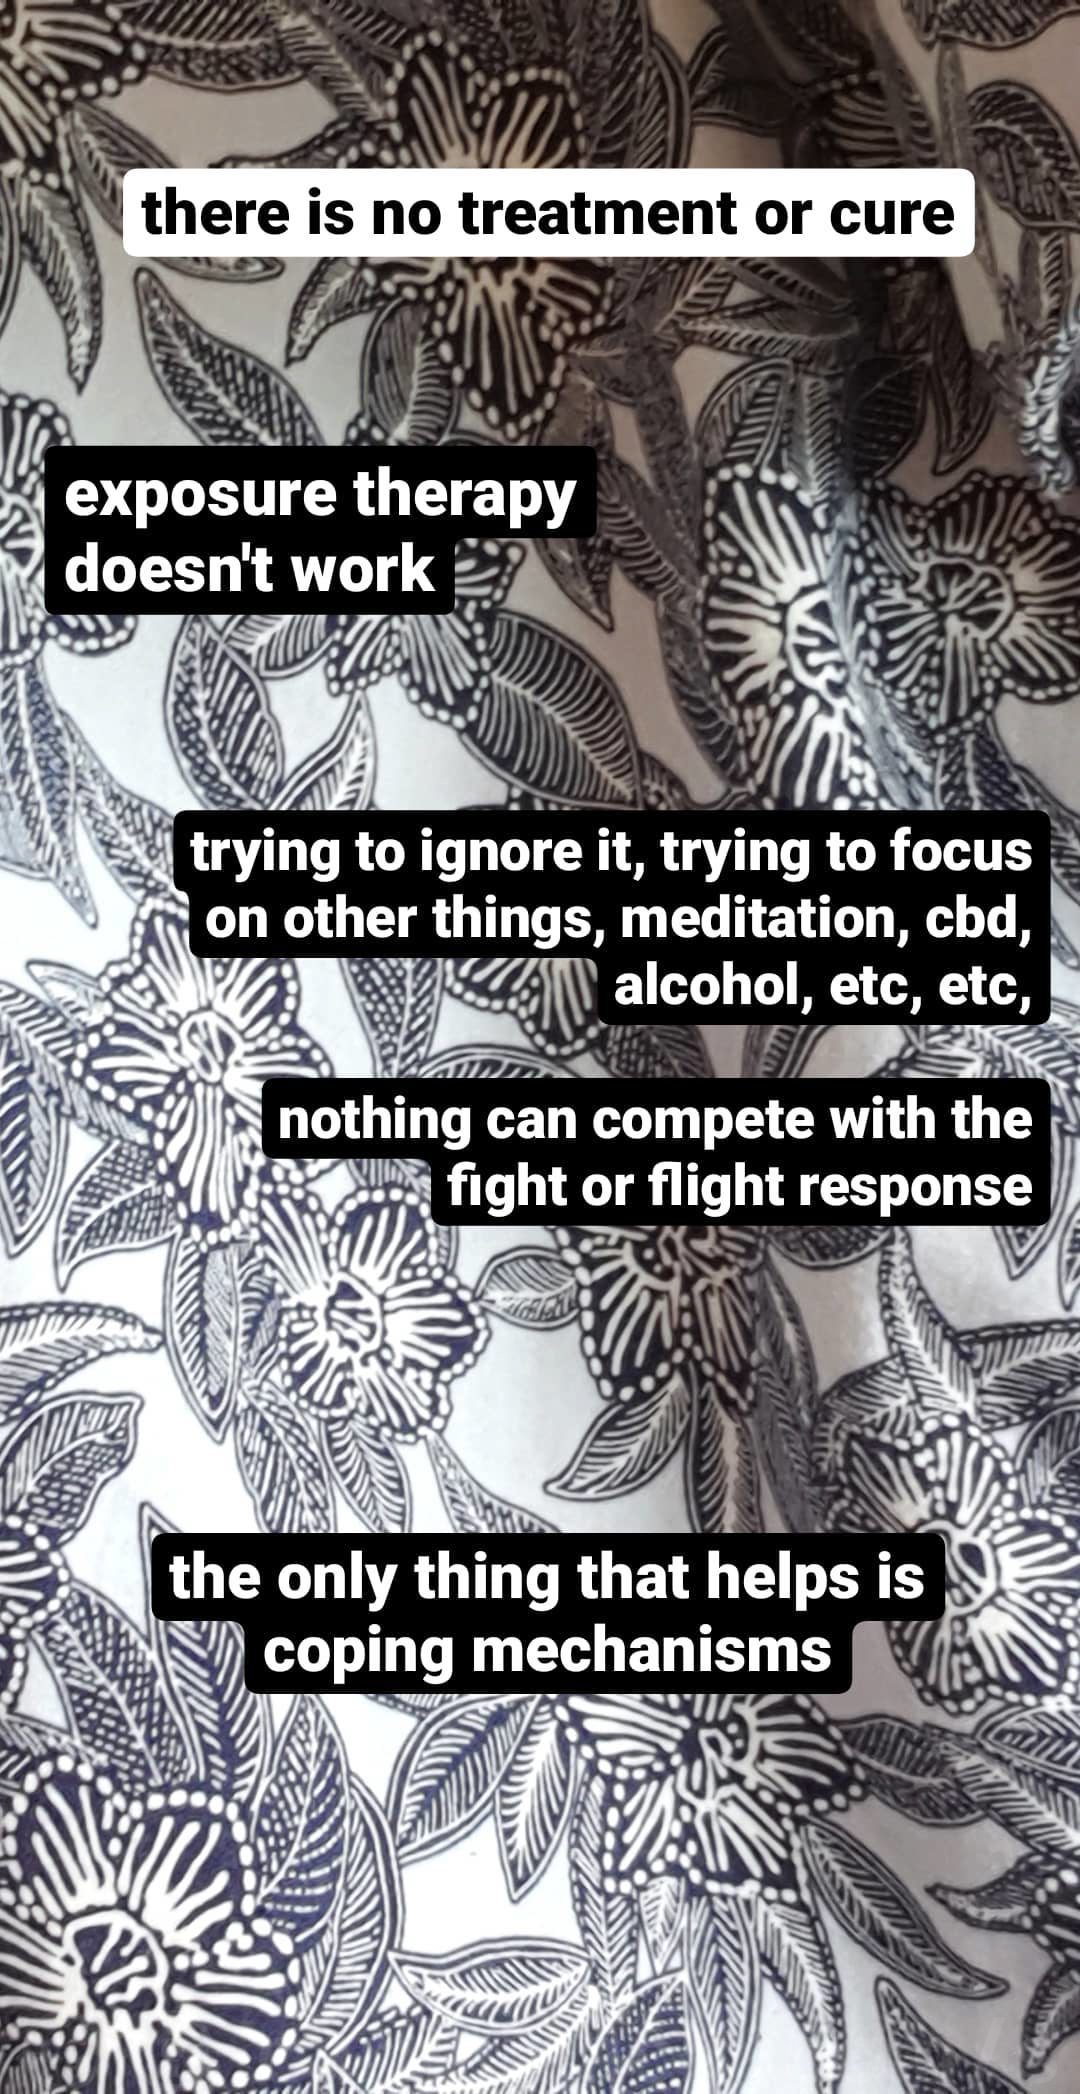 there is no treatment or cure
exposure therapy
doesn't work
trying to ignore it, trying to focus
on other things, meditation, cbd,
alcohol, etc, etc,
nothing can compete with the
fight or flight response
the only thing that helps is
coping mechanisms